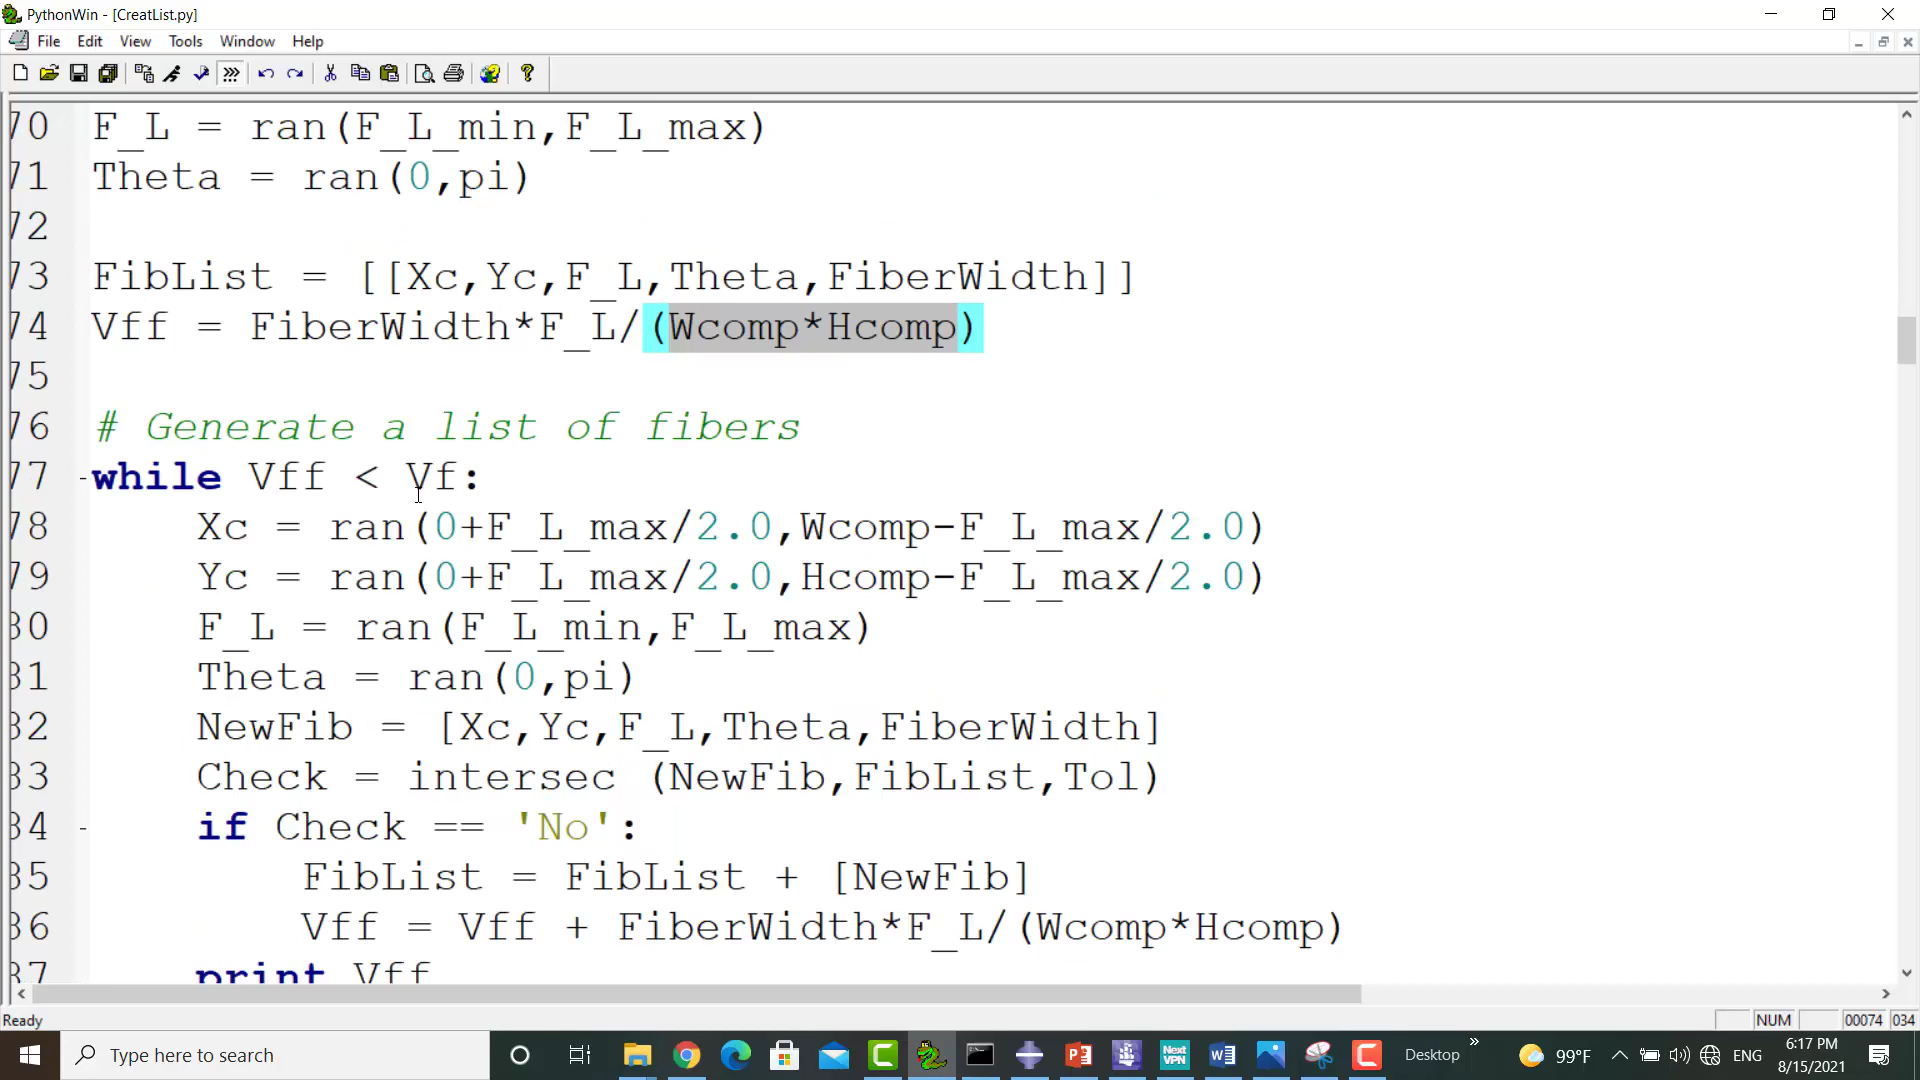 PythonWin - [CreatList.py]
File Edit View Tools Window Help
70 F_L = ran(F_L_min,F_L_max)
71 Theta = ran(0,pi)
72
73 FibList = [[Xc,Yc,F_L,Theta,FiberWidth]]
74 Vff = FiberWidth*F_L/(Wcomp*Hcomp)
75
76 # Generate a list of fibers
77 while Vff < Vf:
78 Xc = ran(0+F_L_max/2.0,Wcomp-F_L_max/2.0)
79 Yc = ran(0+F_L_max/2.0,Hcomp-F_L_max/2.0)
80 F_L = ran(F_L_min,F_L_max)
81 Theta = ran(0,pi)
82 NewFib = [Xc,Yc,F_L,Theta,FiberWidth]
83 Check = intersec (NewFib,FibList,Tol)
84 if Check == 'No':
85 FibList = FibList + [NewFib]
86 Vff = Vff + FiberWidth*F_L/(Wcomp*Hcomp)
87 print Vff
Ready NUM 00074 034
Type here to search Next VPN Desktop 99°F ENG 6:17 PM
8/15/2021